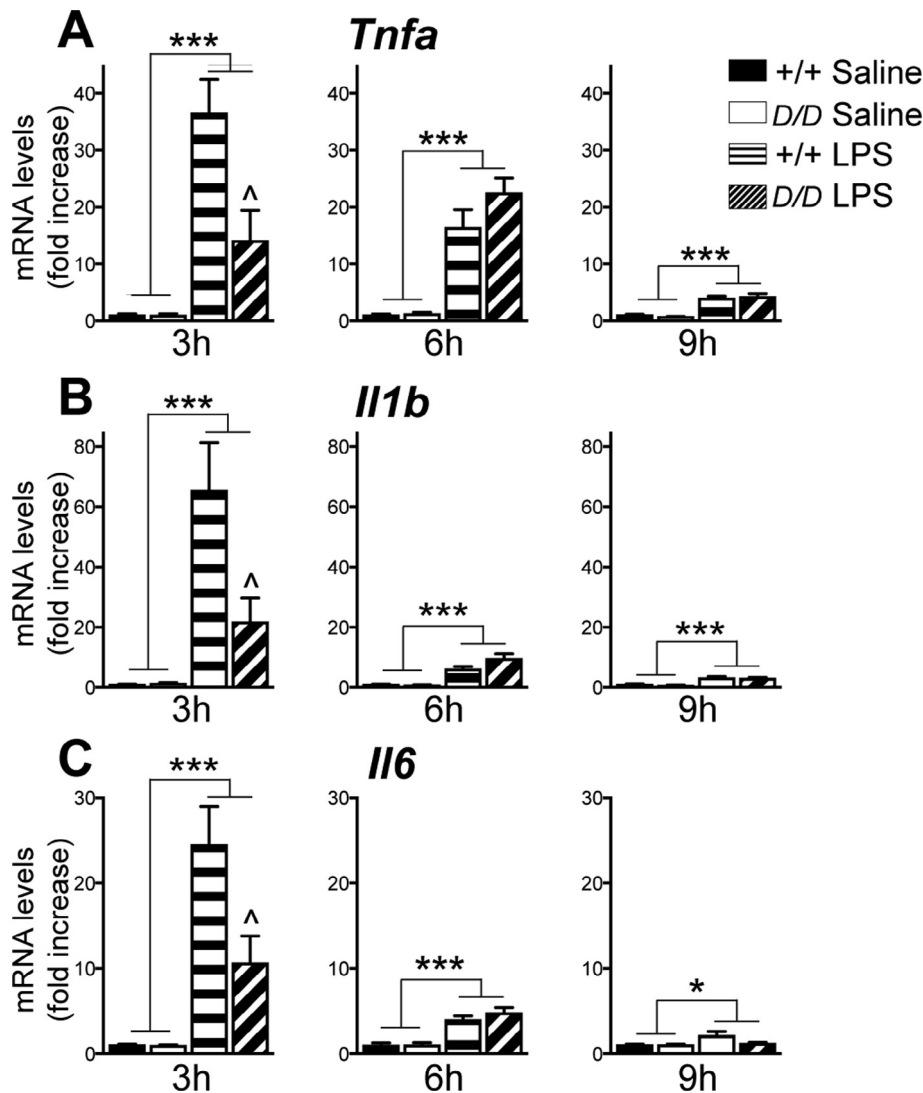 A
Tnfa
mRNA levels
(fold increase)
***
^
40
30
20
10
0
3h
***
40
30
20
10
0
6h
***
40
30
20
10
0
9h
+/+ Saline
D/D Saline
+/+ LPS
D/D LPS
B
Il1b
mRNA levels
(fold increase)
***
^
80
60
40
20
0
3h
***
80
60
40
20
0
6h
***
80
60
40
20
0
9h
C
Il6
mRNA levels
(fold increase)
***
^
30
20
10
0
3h
***
30
20
10
0
6h
*
30
20
10
0
9h